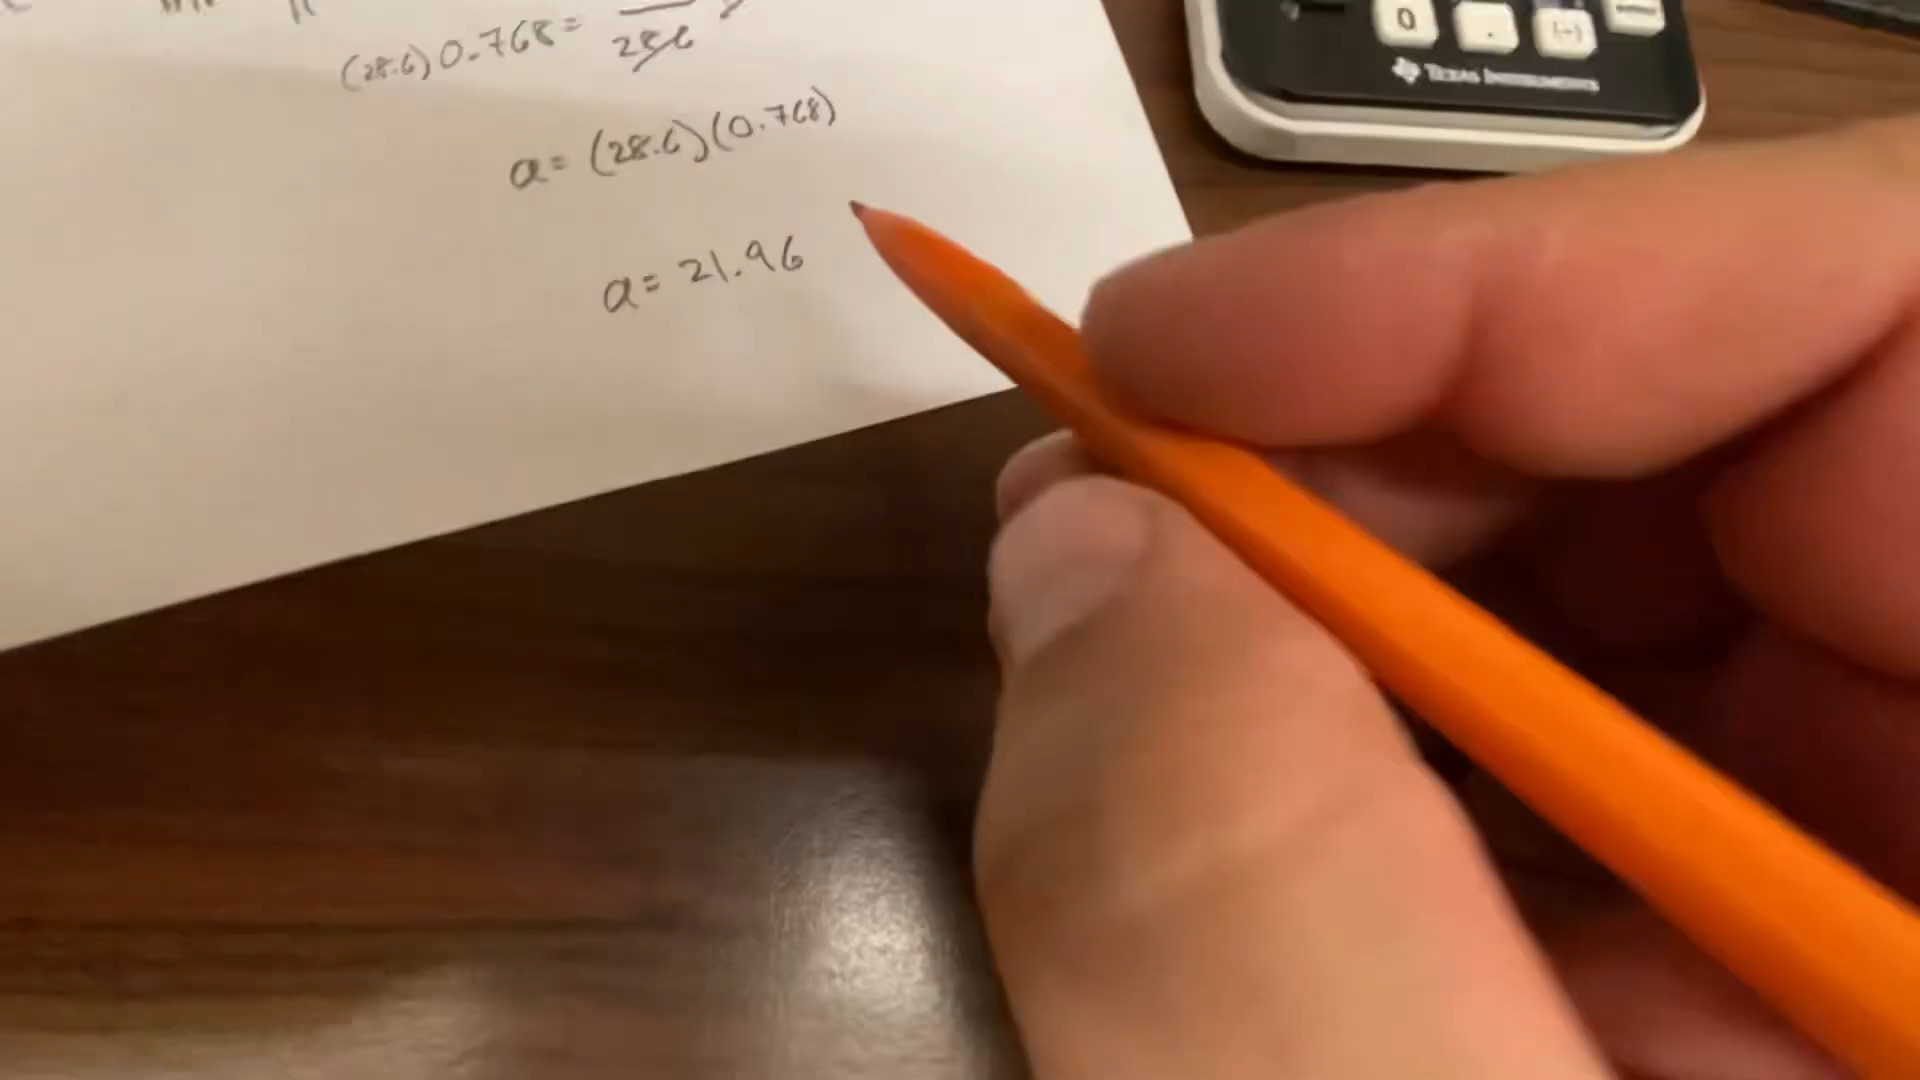 (28.6) 0.768 = 28.6
a = (28.6)(0.768)
a = 21.96
0 . (-)
TEXAS INSTRUMENTS